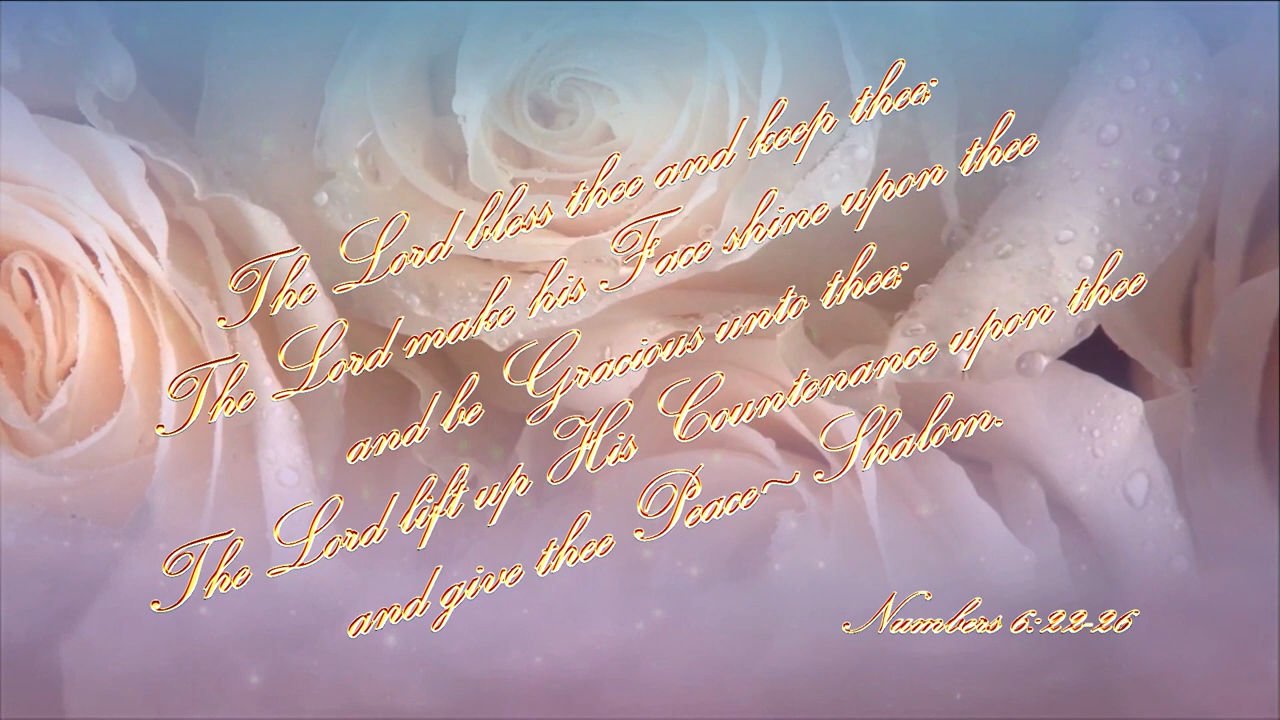 The Lord bless thee and keep thee:
The Lord make his Face shine upon thee
and be Gracious unto thee:
The Lord lift up His Countenance upon thee
and give thee Peace~ Shalom.
Numbers 6:22-26